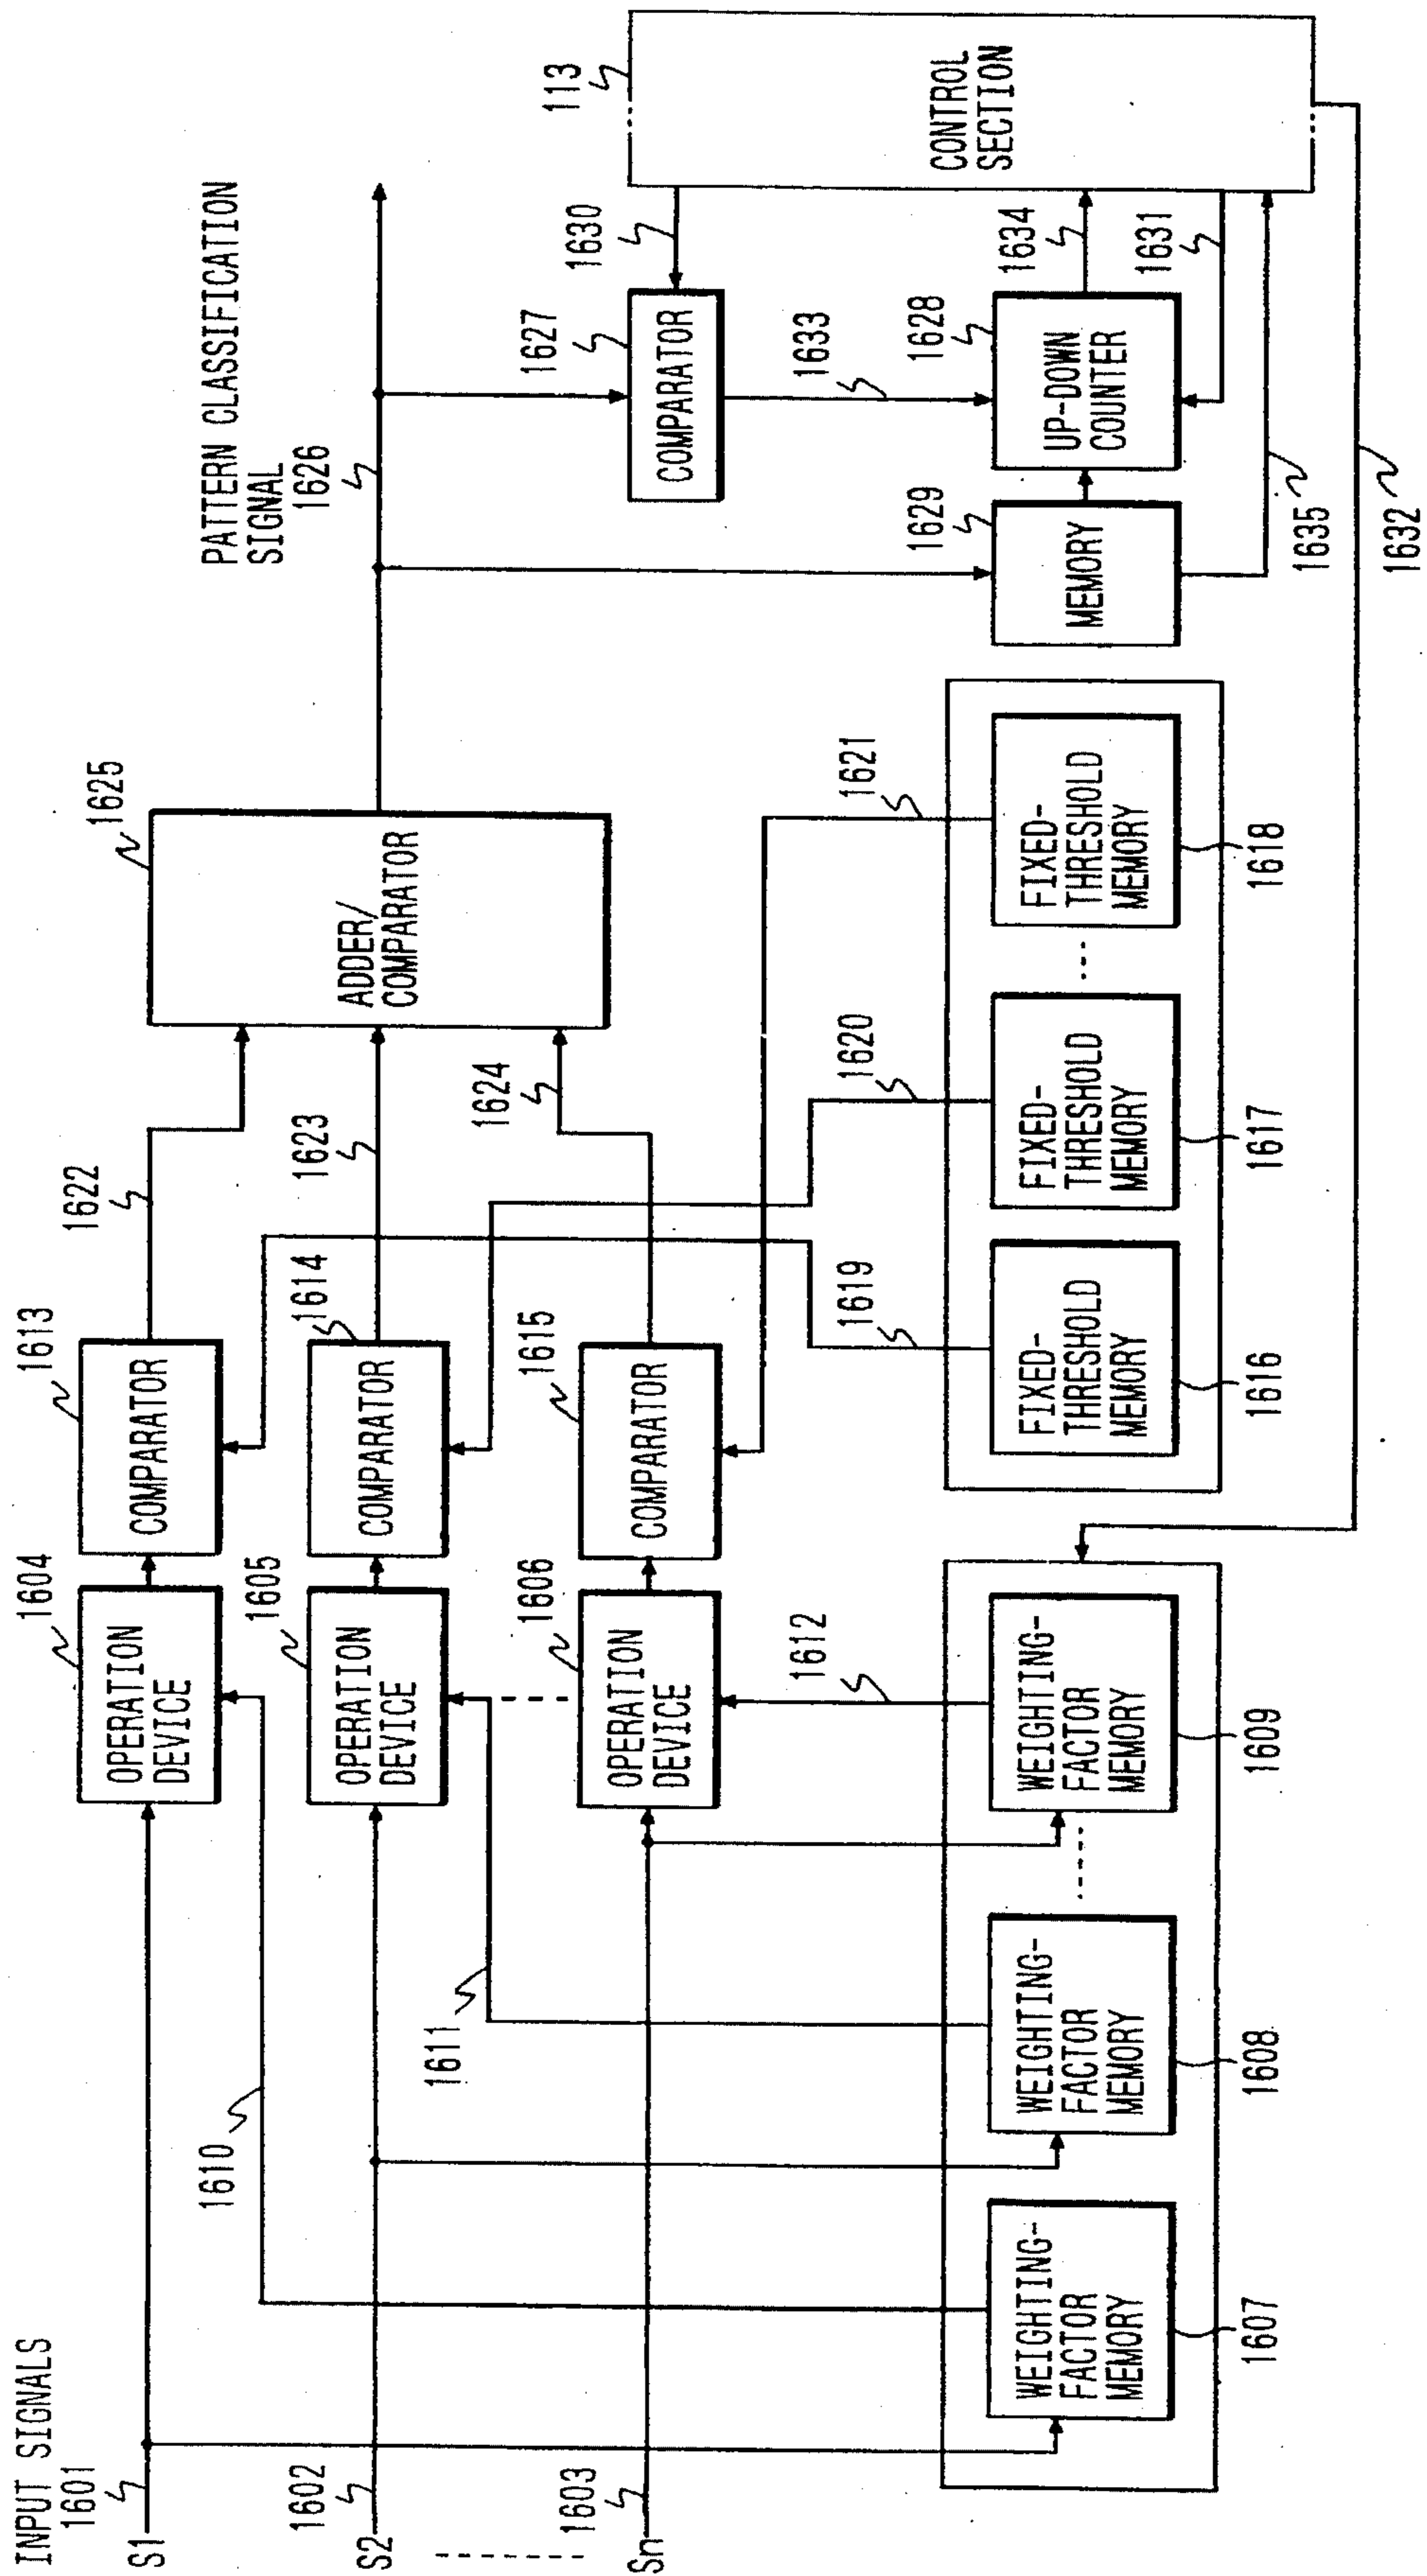 INPUT SIGNALS
1601
S1
1602
S2
1603
Sn
1604
OPERATION
DEVICE
1605
OPERATION
DEVICE
1606
OPERATION
DEVICE
1610
1611
1612
1613
COMPARATOR
1614
COMPARATOR
1615
COMPARATOR
1622
1623
1624
1625
ADDER/
COMPARATOR
PATTERN CLASSIFICATION
SIGNAL
1626
WEIGHTING-
FACTOR
MEMORY
1607
WEIGHTING-
FACTOR
MEMORY
1608
WEIGHTING-
FACTOR
MEMORY
1609
1619
1620
1621
FIXED-
THRESHOLD
MEMORY
1616
FIXED-
THRESHOLD
MEMORY
1617
FIXED-
THRESHOLD
MEMORY
1618
1627
COMPARATOR
1630
1633
1629
MEMORY
1628
UP-DOWN
COUNTER
1634
1631
1635
1632
113
CONTROL
SECTION